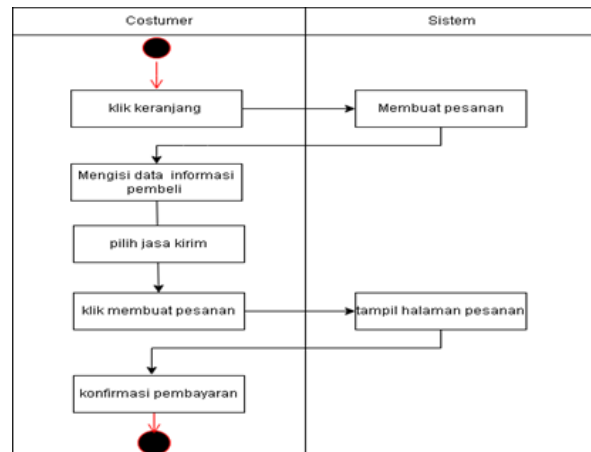 Costumer
Sistem
klik keranjang
Membuat pesanan
Mengisi data informasi
pembeli
pilih jasa kirim
klik membuat pesanan
tampil halaman pesanan
konfirmasi pembayaran